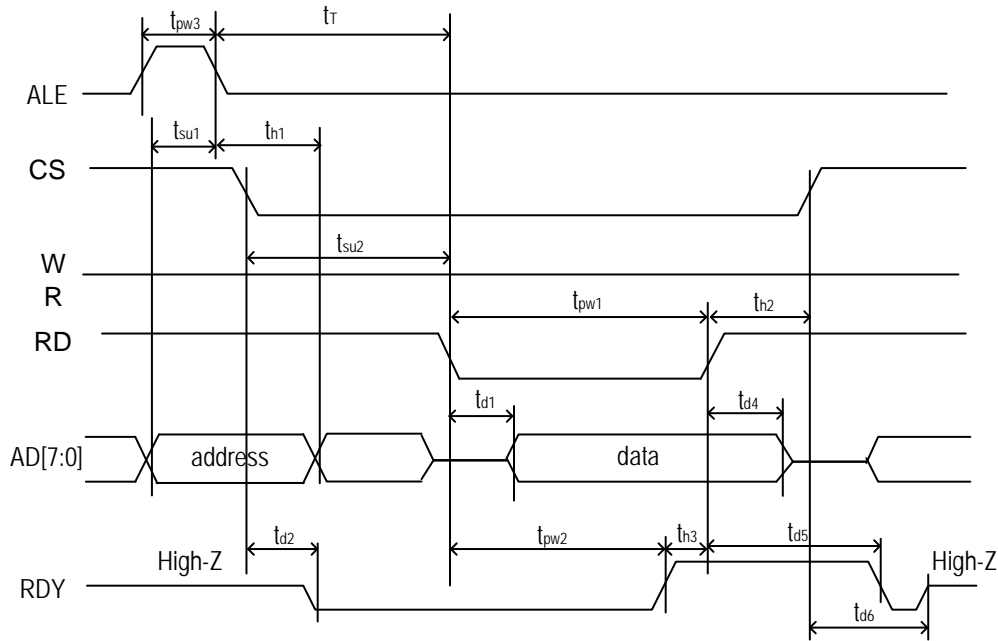 tpw3 tT
ALE
tsu1 th1
CS
tsu2
W
R
tpw1 th2
RD
td1 td4
AD[7:0] address data
td2 tpw2 th3 td5
High-Z High-Z
RDY
td6